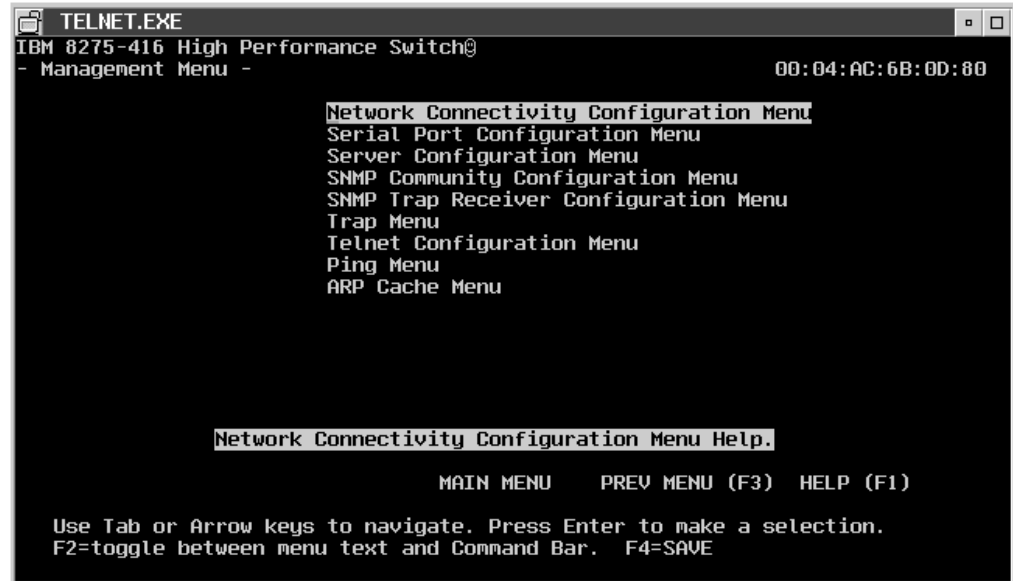 TELNET.EXE
IBM 8275-416 High Performance Switch@
- Management Menu - 00:04:AC:6B:0D:80
Network Connectivity Configuration Menu
Serial Port Configuration Menu
Server Configuration Menu
SNMP Community Configuration Menu
SNMP Trap Receiver Configuration Menu
Trap Menu
Telnet Configuration Menu
Ping Menu
ARP Cache Menu
Network Connectivity Configuration Menu Help.
MAIN MENU PREV MENU (F3) HELP (F1)
Use Tab or Arrow keys to navigate. Press Enter to make a selection.
F2=toggle between menu text and Command Bar. F4=SAVE